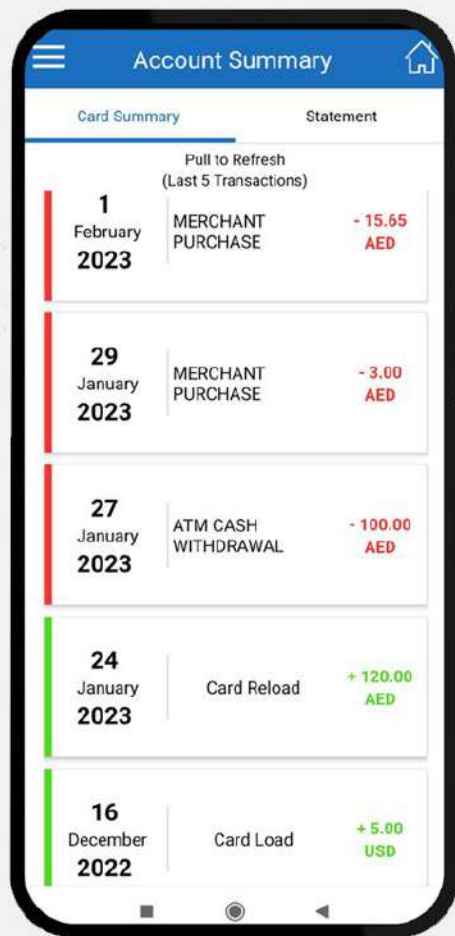 Account Summary
Card Summary
Statement
Pull to Refresh
(Last 5 Transactions)
1
February
2023
MERCHANT
PURCHASE
- 15.65
AED
29
January
2023
MERCHANT
PURCHASE
- 3.00
AED
27
January
2023
ATM CASH
WITHDRAWAL
- 100.00
AED
24
January
2023
Card Reload
+ 120.00
AED
16
December
2022
Card Load
+ 5.00
USD